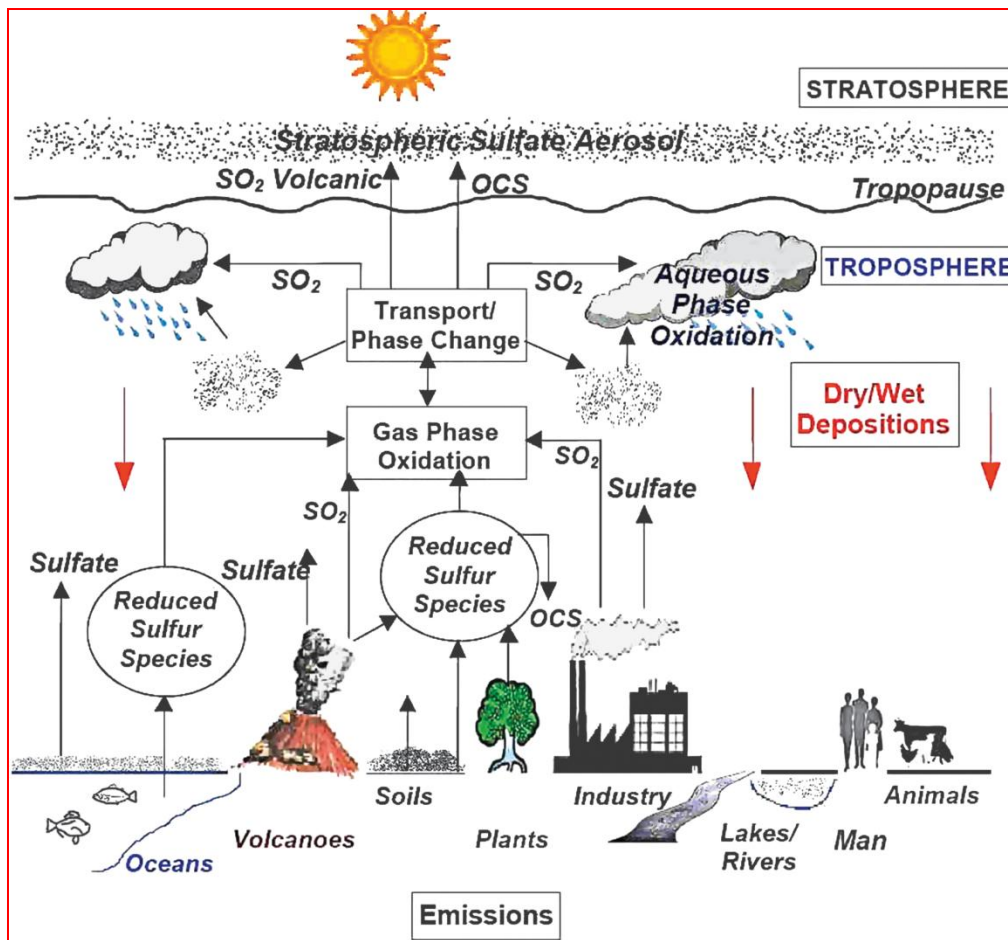 STRATOSPHERE
Stratospheric Sulfate Aerosol
SO2 Volcanic
OCS
Tropopause
TROPOSPHERE
SO2
SO2
Aqueous
Phase
Oxidation
Transport/
Phase Change
Dry/Wet
Depositions
Gas Phase
Oxidation
SO2
Sulfate
SO2
Reduced
Sulfur
Species
Sulfate
Sulfate
Reduced
Sulfur
Species
OCS
Soils
Industry
Animals
Volcanoes
Plants
Lakes/
Rivers
Man
Oceans
Emissions